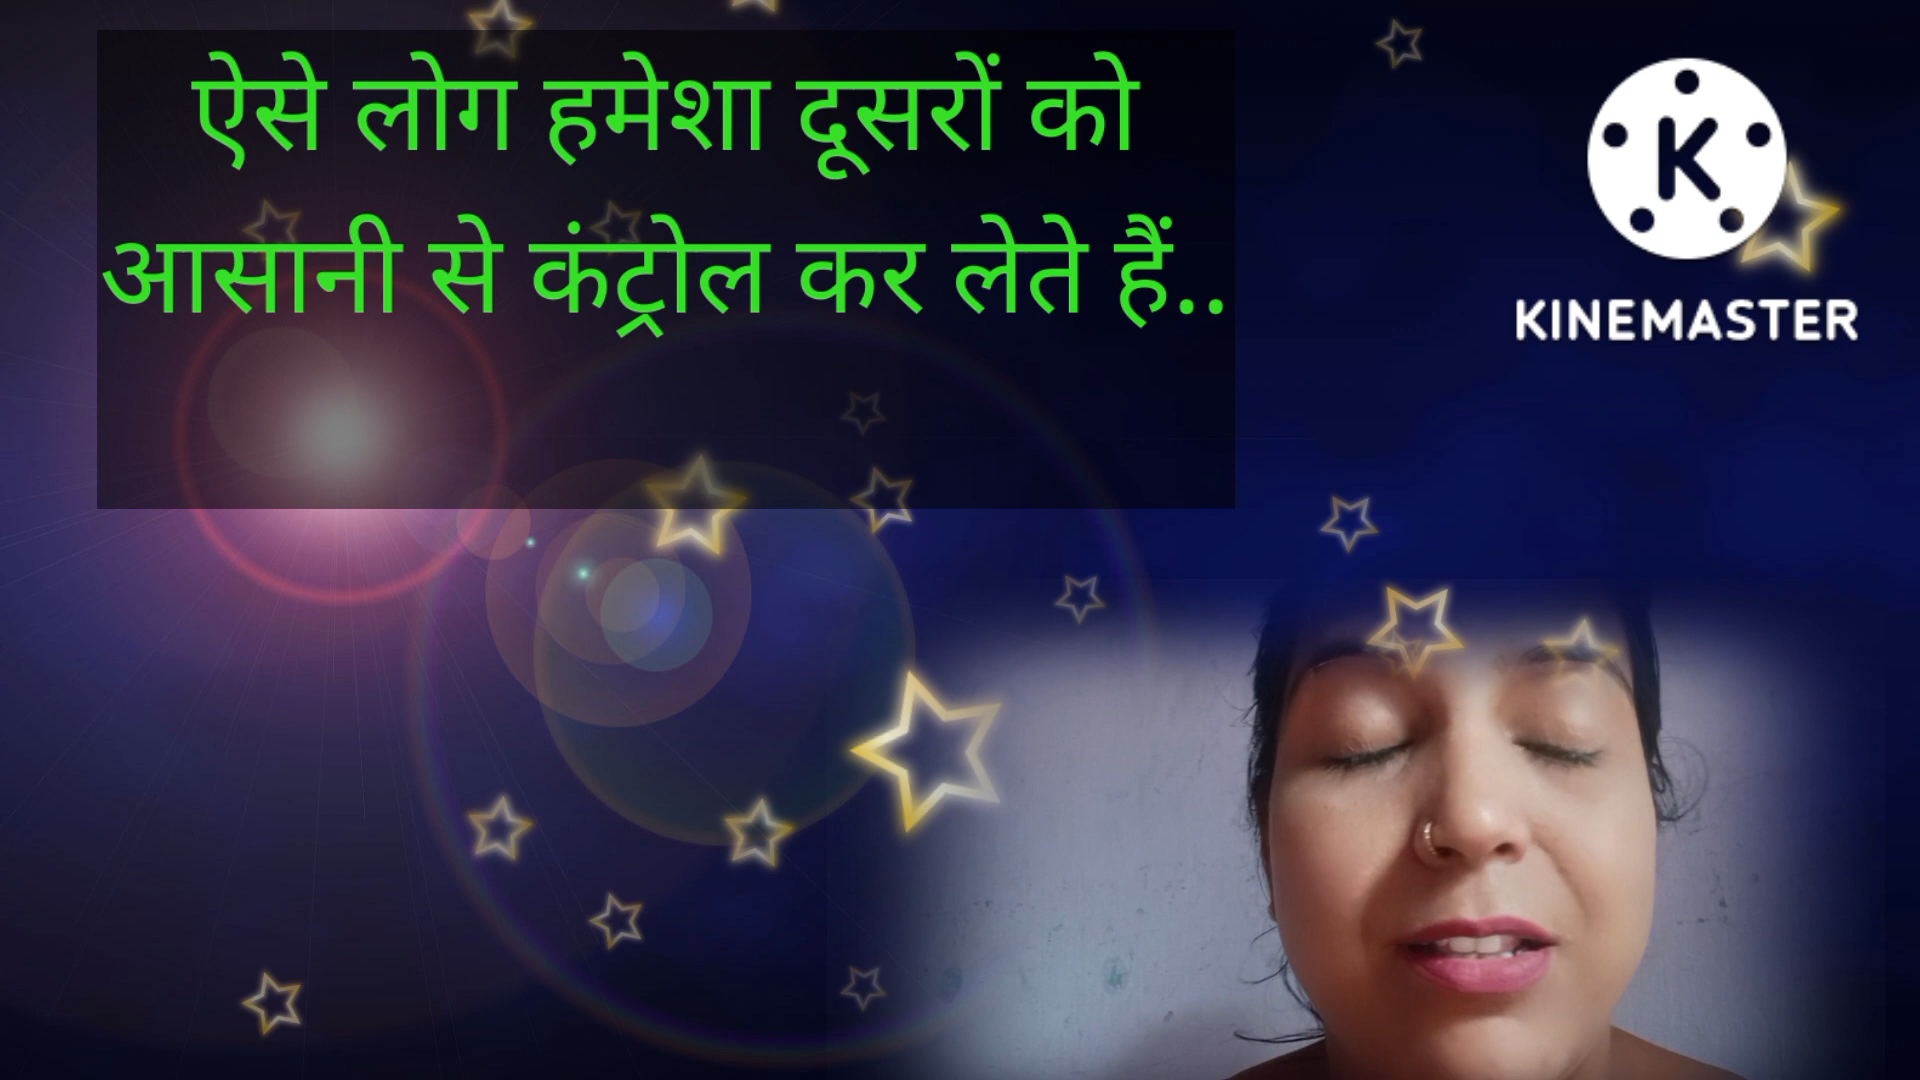 ऐसे लोग हमेशा दूसरों को
आसानी से कंट्रोल कर लेते हैं..
K
KINEMASTER